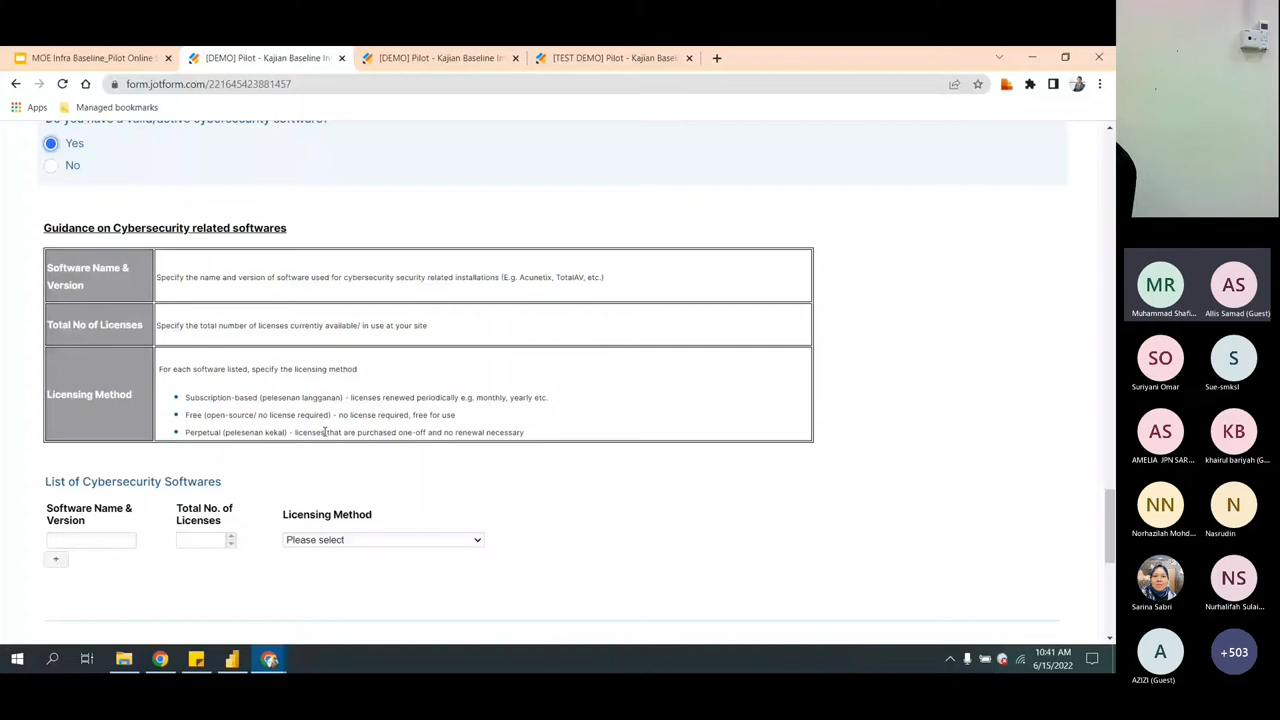 MOE Infra Baseline_Pilot Online
[DEMO] Pilot - Kajian Baseline In
[DEMO] Pilot - Kajian Baseline In
[TEST DEMO] Pilot - Kajian Basel
form.jotform.com/221645423881457
Apps
Managed bookmarks
Do you have a valid/active cybersecurity software?
Yes
No
Guidance on Cybersecurity related softwares
Software Name &
Version
Specify the name and version of software used for cybersecurity security related installations (E.g. Acunetix, TotalAV, etc.)
Total No of Licenses
Specify the total number of licenses currently available/ in use at your site
Licensing Method
For each software listed, specify the licensing method
Subscription-based (pelesenan langganan) - licenses renewed periodically e.g. monthly, yearly etc.
Free (open-source/ no license required) - no license required, free for use
Perpetual (pelesenan kekal) - licenses that are purchased one-off and no renewal necessary
List of Cybersecurity Softwares
Software Name &
Version
Total No. of
Licenses
Licensing Method
Please select
+
10:41 AM
6/15/2022
MR
Muhammad Shafi...
AS
Allis Samad (Guest)
SO
Suriyani Omar
S
Sue-smksl
AS
AMELIA JPN SAR...
KB
khairul bariyah (G...
NN
Norhazilah Mohd...
N
Nasrudin
Sarina Sabri
NS
Nurhalifah Sulai...
A
AZIZI (Guest)
+503